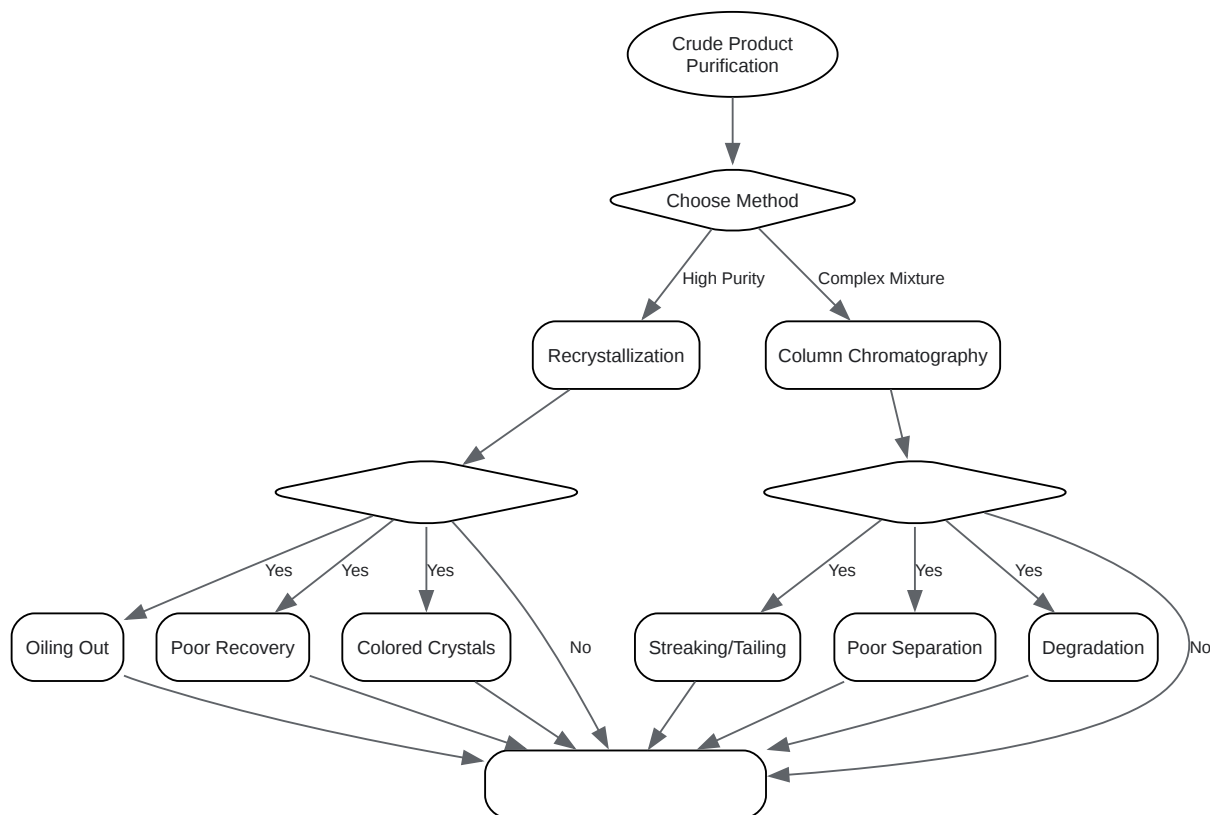 Crude Product
Purification
Choose Method
High Purity
Complex Mixture
Recrystallization
Column Chromatography
Yes
Yes
Yes
Yes
Yes
Yes
Oiling Out
Poor Recovery
Colored Crystals
No
Streaking/Tailing
Poor Separation
Degradation
No